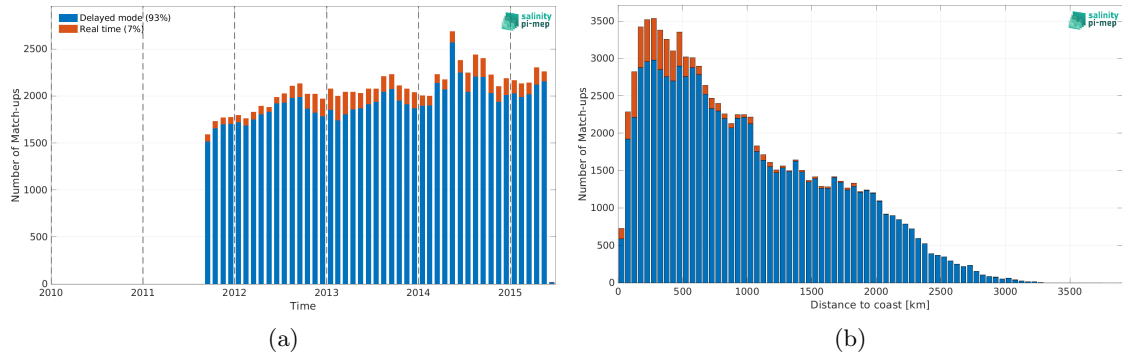 Delayed mode (93%)
Real time (7%)
salinity
pi-mep
2500
2000
1500
1000
500
0
Number of Match-ups
2010
2011
2012
2013
2014
2015
Time
(a)
salinity
pi-mep
3500
3000
2500
2000
1500
1000
500
0
Number of Match-ups
0
500
1000
1500
2000
2500
3000
3500
Distance to coast [km]
(b)